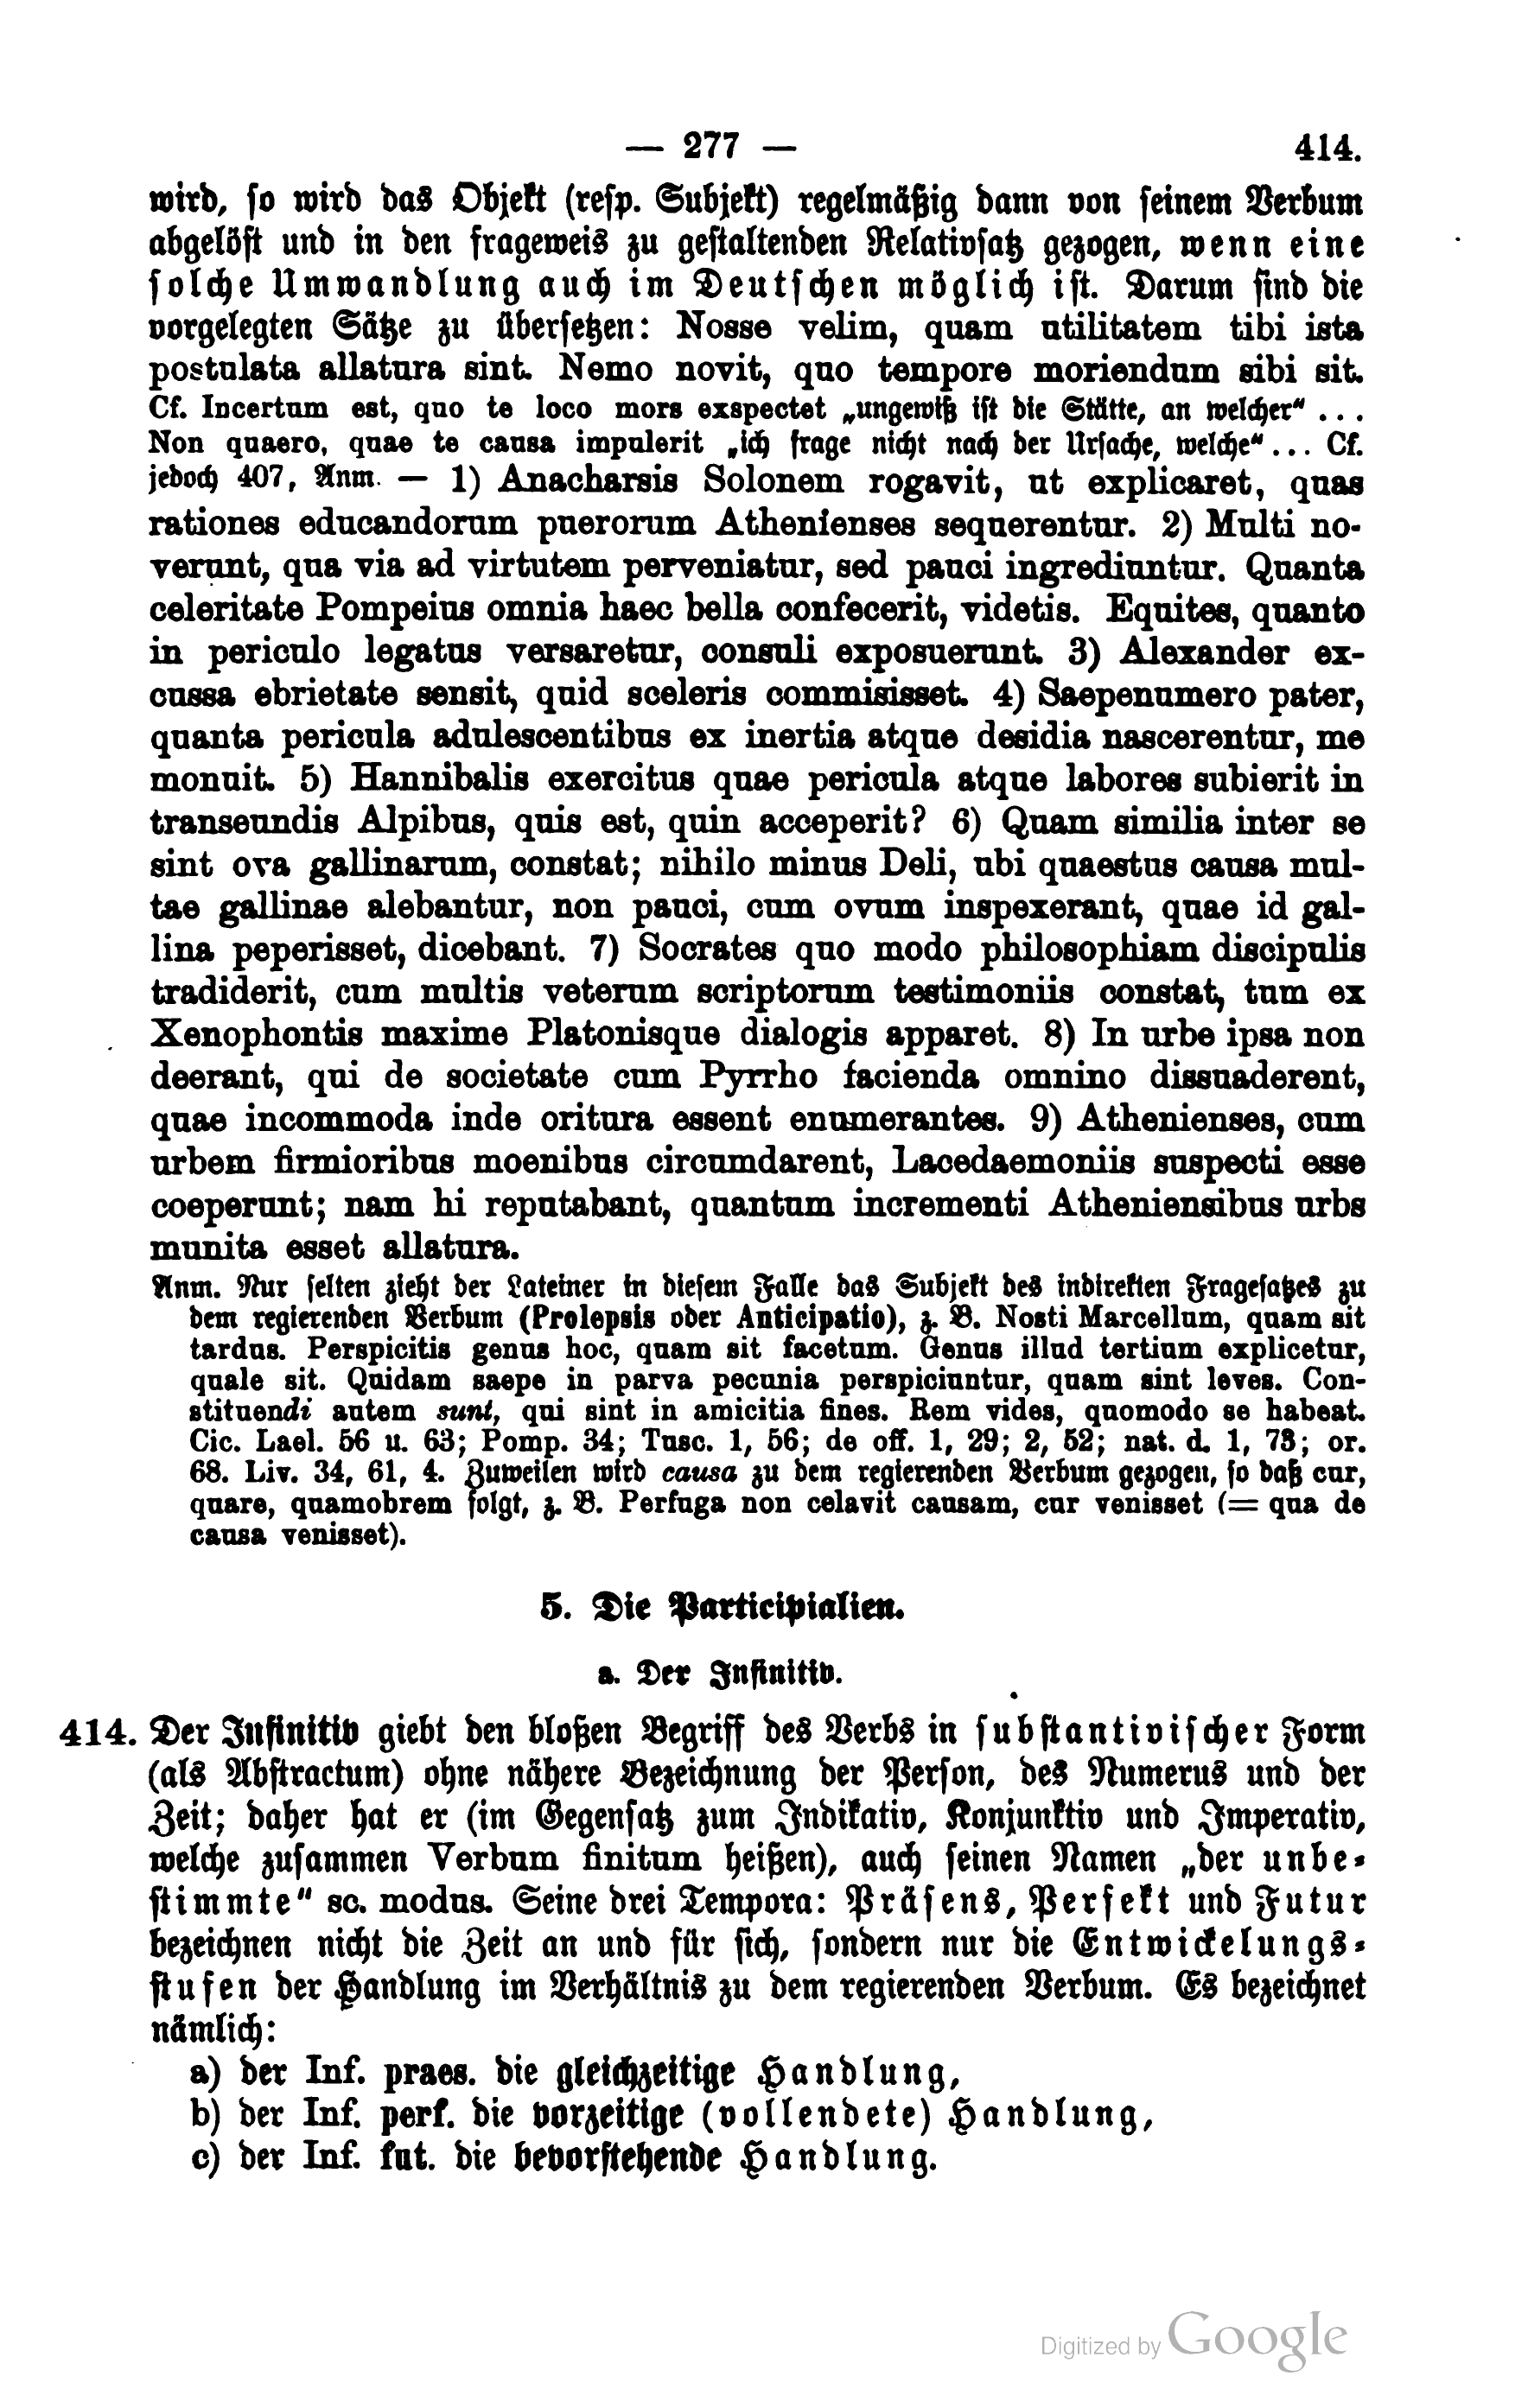 — 277 — 414.
wird, so wird das Objekt (resp. Subjekt) regelmäßig dann von seinem Verbum
abgelöst und in den frageweis zu gestaltenden Relativsatz gezogen, wenn eine
solche Umwandlung auch im Deutschen möglich ist. Darum sind die
vorgelegten Sätze zu übersetzen: Nosse velim, quam utilitatem tibi ista
postulata allatura sint. Nemo novit, quo tempore moriendum sibi sit.
Cf. Incertum est, quo te loco mors exspectet „ungewiß ist die Stätte, an welcher“ ...
Non quaero, quae te causa impulerit „ich frage nicht nach der Ursache, welche“ ... Cf.
jedoch 407, Anm. — 1) Anacharsis Solonem rogavit, ut explicaret, quas
rationes educandorum puerorum Athenienses sequerentur. 2) Multi no-
verunt, qua via ad virtutem perveniatur, sed pauci ingrediuntur. Quanta
celeritate Pompeius omnia haec bella confecerit, videtis. Equites, quanto
in periculo legatus versaretur, consuli exposuerunt. 3) Alexander ex-
cussa ebrietate sensit, quid sceleris commisisset. 4) Saepenumero pater,
quanta pericula adulescentibus ex inertia atque desidia nascerentur, me
monuit. 5) Hannibalis exercitus quae pericula atque labores subierit in
transeundis Alpibus, quis est, quin acceperit? 6) Quam similia inter se
sint ova gallinarum, constat; nihilo minus Deli, ubi quaestus causa mul-
tae gallinae alebantur, non pauci, cum ovum inspexerant, quae id gal-
lina peperisset, dicebant. 7) Socrates quo modo philosophiam discipulis
tradiderit, cum multis veterum scriptorum testimoniis constat, tum ex
Xenophontis maxime Platonisque dialogis apparet. 8) In urbe ipsa non
deerant, qui de societate cum Pyrrho facienda omnino dissuaderent,
quae incommoda inde oritura essent enumerantes. 9) Athenienses, cum
urbem firmioribus moenibus circumdarent, Lacedaemoniis suspecti esse
coeperunt; nam hi reputabant, quantum incrementi Atheniensibus urbs
munita esset allatura.
Anm. Nur selten zieht der Lateiner in diesem Falle das Subjekt des indirekten Fragesatzes zu
dem regierenden Verbum (Prolepsis oder Anticipatio), z. B. Nosti Marcellum, quam sit
tardus. Perspicitis genus hoc, quam sit facetum. Genus illud tertium explicetur,
quale sit. Quidam saepe in parva pecunia perspiciuntur, quam sint leves. Con-
stituendi autem sunt, qui sint in amicitia fines. Rem vides, quomodo se habeat.
Cic. Lael. 56 u. 63; Pomp. 34; Tusc. 1, 56; de off. 1, 29; 2, 52; nat. d. 1, 73; or.
68. Liv. 34, 61, 4. Zuweilen wird causa zu dem regierenden Verbum gezogen, so daß cur,
quare, quamobrem folgt, z. B. Perfuga non celavit causam, cur venisset (= qua de
causa venisset).
5. Die Participialien.
a. Der Infinitiv.
414. Der Infinitiv giebt den bloßen Begriff des Verbs in substantivischer Form
(als Abstractum) ohne nähere Bezeichnung der Person, des Numerus und der
Zeit; daher hat er (im Gegensatz zum Indikativ, Konjunktiv und Imperativ,
welche zusammen Verbum finitum heißen), auch seinen Namen „der unbe-
stimmte“ sc. modus. Seine drei Tempora: Präsens, Perfekt und Futur
bezeichnen nicht die Zeit an und für sich, sondern nur die Entwickelungs-
stufen der Handlung im Verhältnis zu dem regierenden Verbum. Es bezeichnet
nämlich:
a) der Inf. praes. die gleichzeitige Handlung,
b) der Inf. perf. die vorzeitige (vollendete) Handlung,
c) der Inf. fut. die bevorstehende Handlung.
Digitized by Google